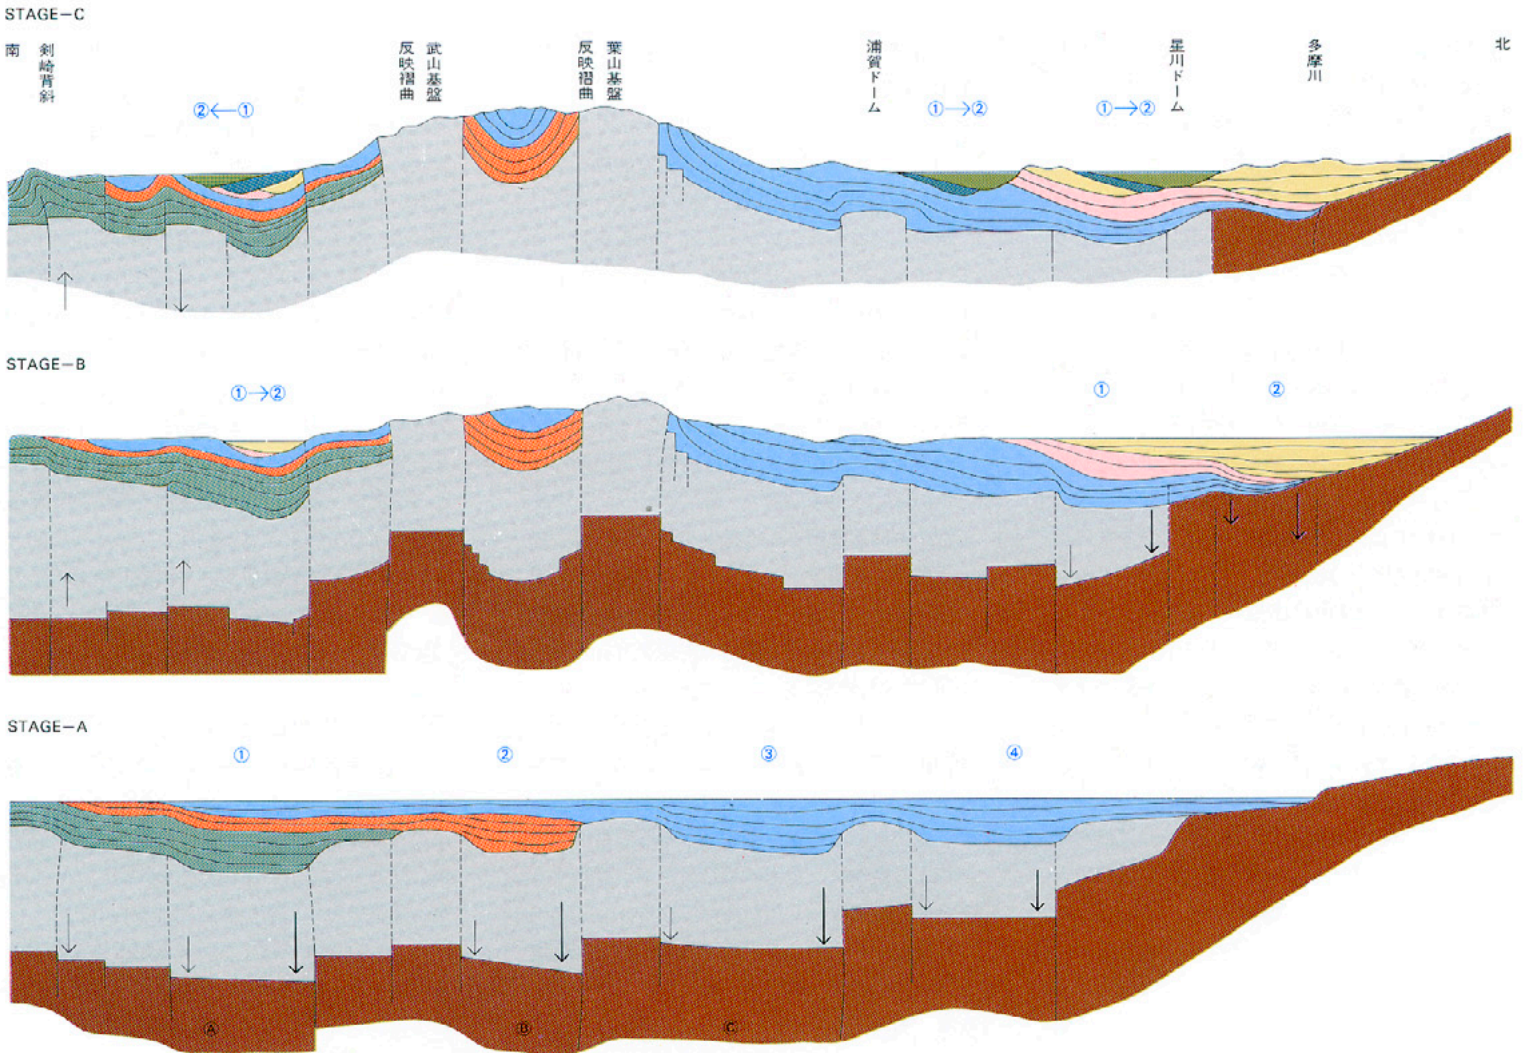 STAGE-C
南
剣崎背斜
武山基盤
反映褶曲
葉山基盤
反映褶曲
浦賀ドーム
星川ドーム
多摩川
北
②←①
①→②
①→②
STAGE-B
①→②
①
②
STAGE-A
①
②
③
④
Ⓐ
Ⓑ
Ⓒ